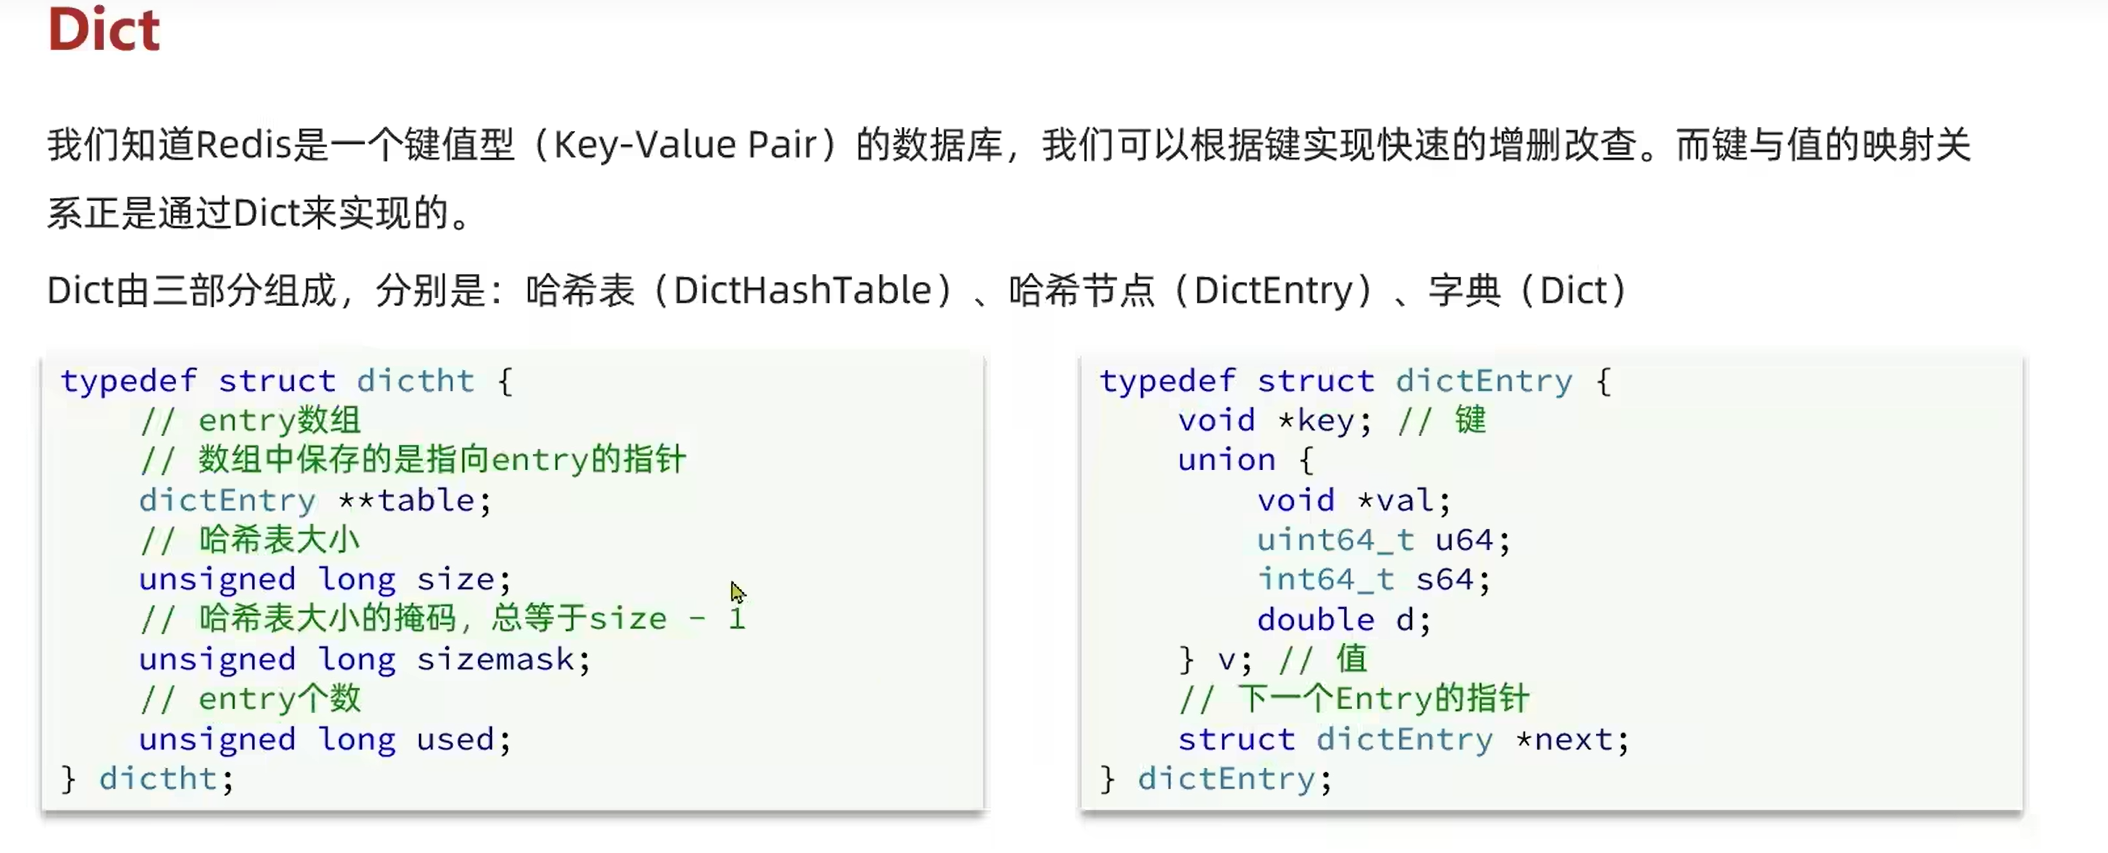 Dict
我们知道Redis是一个键值型（Key-Value Pair）的数据库，我们可以根据键实现快速的增删改查。而键与值的映射关
系正是通过Dict来实现的。
Dict由三部分组成，分别是：哈希表（DictHashTable）、哈希节点（DictEntry）、字典（Dict）
typedef struct dictht {
    // entry数组
    // 数组中保存的是指向entry的指针
    dictEntry **table;
    // 哈希表大小
    unsigned long size;
    // 哈希表大小的掩码，总等于size - 1
    unsigned long sizemask;
    // entry个数
    unsigned long used;
} dictht;
typedef struct dictEntry {
    void *key; // 键
    union {
        void *val;
        uint64_t u64;
        int64_t s64;
        double d;
    } v; // 值
    // 下一个Entry的指针
    struct dictEntry *next;
} dictEntry;